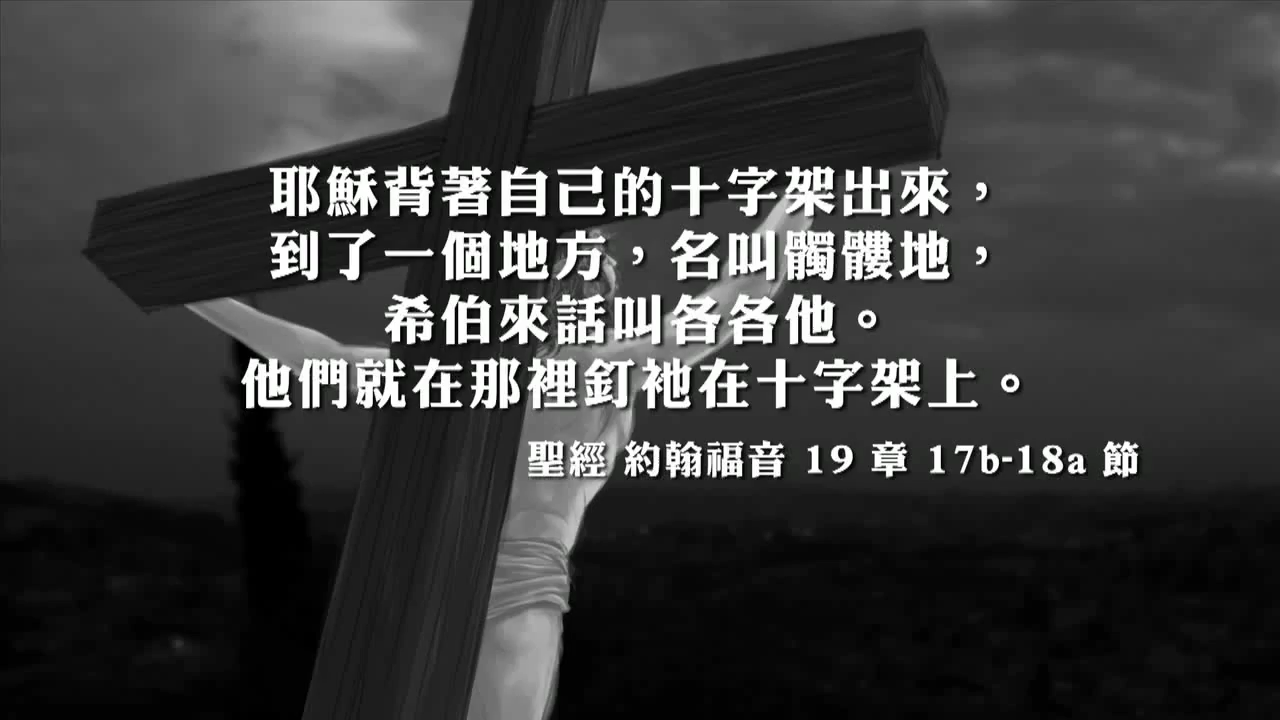 耶穌背著自己的十字架出來，
到了一個地方，名叫髑髏地，
希伯來話叫各各他。
他們就在那裡釘祂在十字架上。
聖經 約翰福音 19 章 17b-18a 節